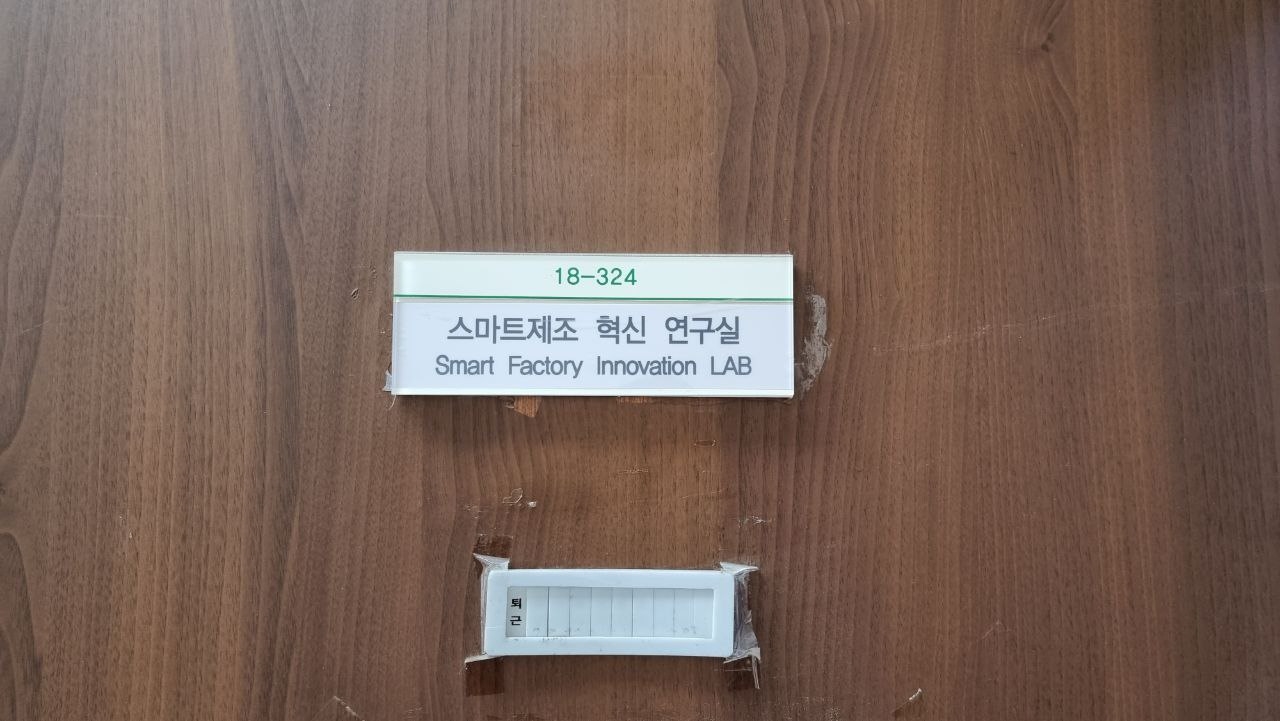 18-324
스마트제조 혁신 연구실
Smart Factory Innovation LAB
퇴
근